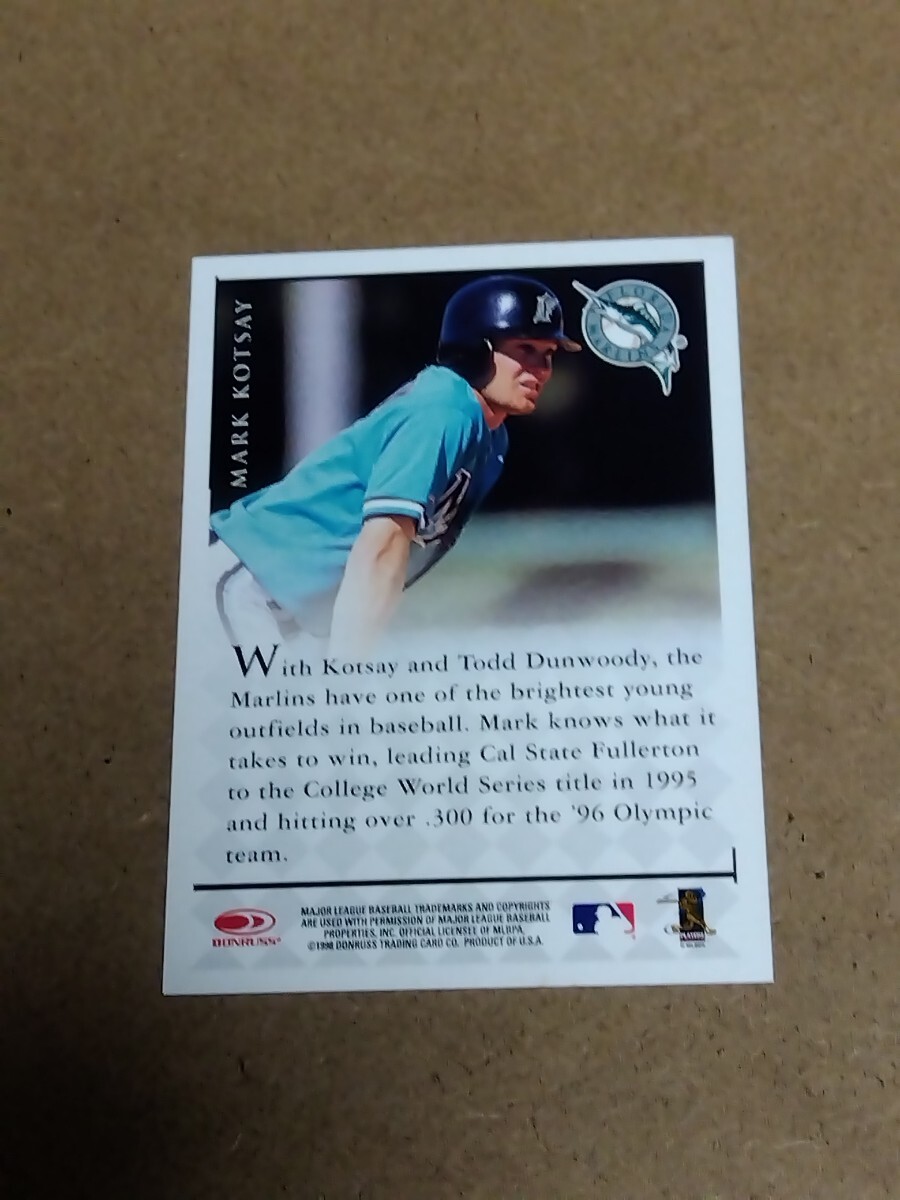 MARK KOTSAY
FLORIDA
MARLINS
With Kotsay and Todd Dunwoody, the
Marlins have one of the brightest young
outfields in baseball. Mark knows what it
takes to win, leading Cal State Fullerton
to the College World Series title in 1995
and hitting over .300 for the '96 Olympic
team.
DONRUSS®
MAJOR LEAGUE BASEBALL TRADEMARKS AND COPYRIGHTS
ARE USED WITH PERMISSION OF MAJOR LEAGUE BASEBALL
PROPERTIES, INC. OFFICIAL LICENSEE OF MLBPA.
©1998 DONRUSS TRADING CARD CO. PRODUCT OF U.S.A.
PLAYERS